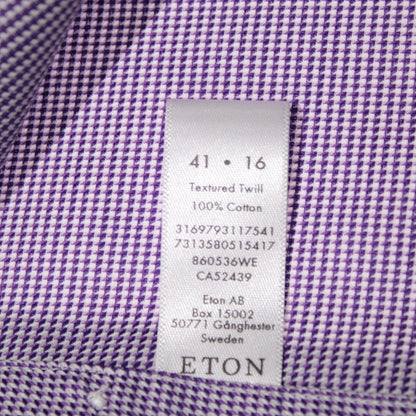 41 • 16
Textured Twill
100% Cotton
3169793117541
7313580515417
860536WE
CA52439
Eton AB
Box 15002
50771 Gånghester
Sweden
ETON